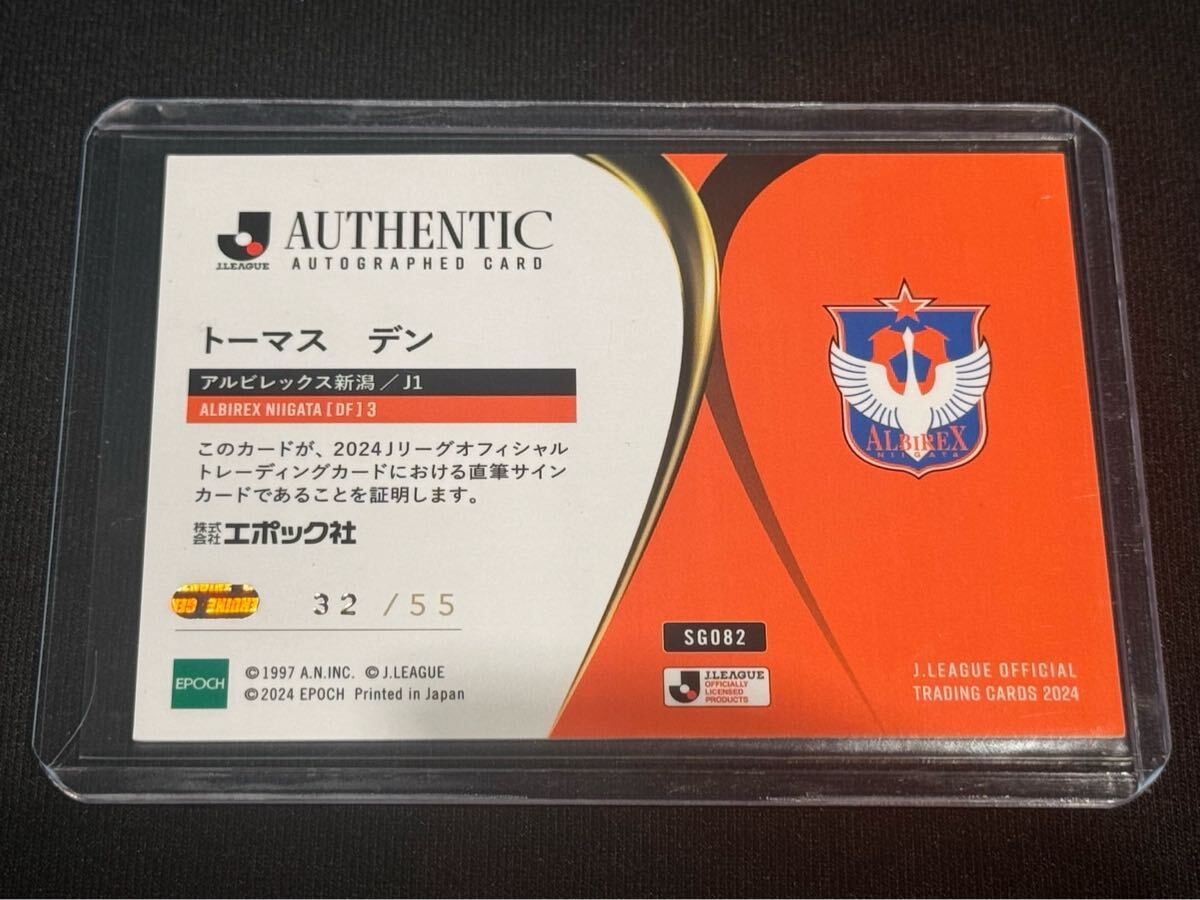 J.LEAGUE
AUTHENTIC
AUTOGRAPHED CARD
トーマス　デン
アルビレックス新潟／J1
ALBIREX NIIGATA [DF] 3
このカードが、2024Jリーグオフィシャル
トレーディングカードにおける直筆サイン
カードであることを証明します。
株式会社エポック社
32 /55
EPOCH
©1997 A.N.INC. ©J.LEAGUE
©2024 EPOCH Printed in Japan
ALBIREX
NIIGATA
SG082
J.LEAGUE
OFFICIALLY
LICENSED
PRODUCTS
J.LEAGUE OFFICIAL
TRADING CARDS 2024